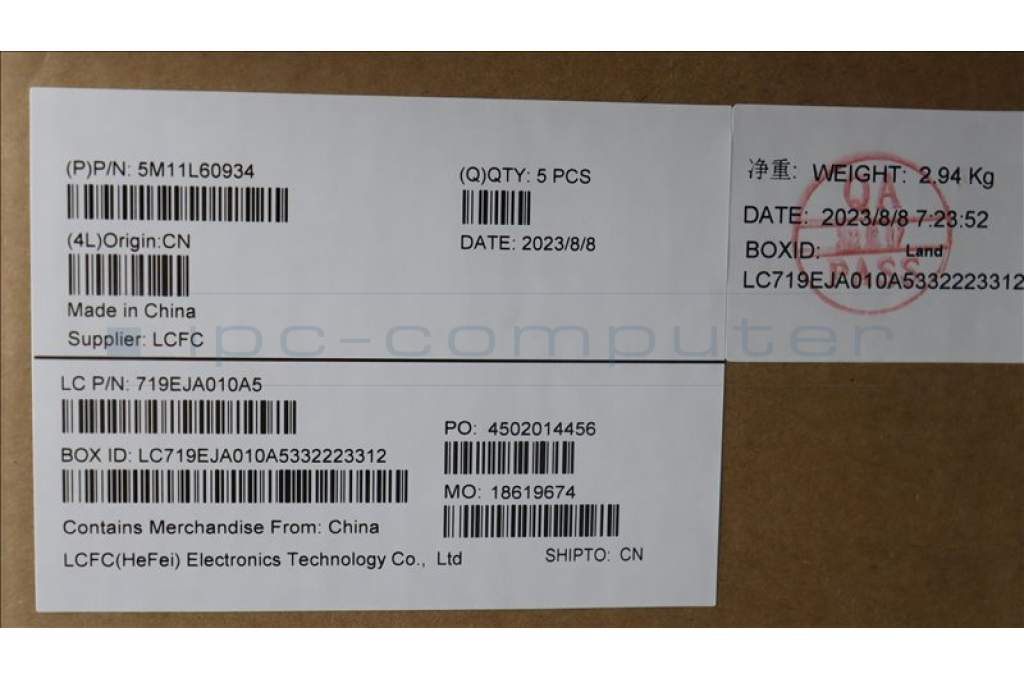 (P)P/N: 5M11L60934
(Q)QTY: 5 PCS
(4L)Origin:CN
DATE: 2023/8/8
Made in China
Supplier: LCFC
净重: WEIGHT: 2.94 Kg
DATE: 2023/8/8 7:23:52
BOXID: Land
LC719EJA010A5332223312
QA
PASS
ipc-computer
LC P/N: 719EJA010A5
PO: 4502014456
BOX ID: LC719EJA010A5332223312
MO: 18619674
Contains Merchandise From: China
LCFC(HeFei) Electronics Technology Co., Ltd
SHIPTO: CN